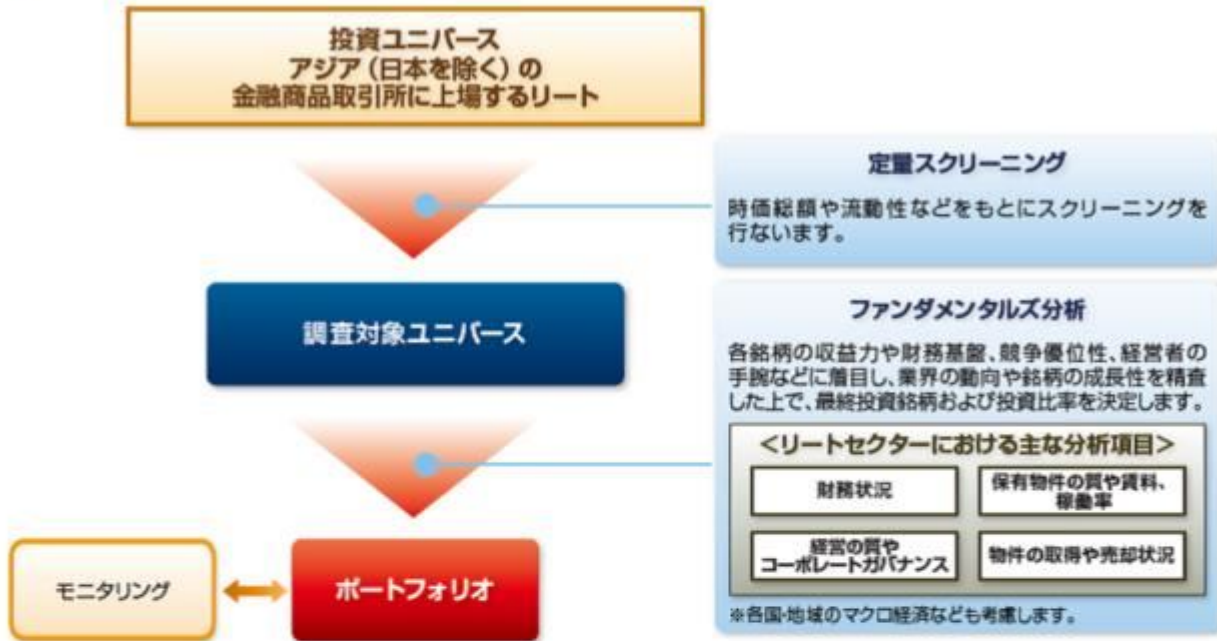 投資ユニバース
アジア（日本を除く）の
金融商品取引所に上場するリート
定量スクリーニング
時価総額や流動性などをもとにスクリーニングを
行ないます。
調査対象ユニバース
ファンダメンタルズ分析
各銘柄の収益力や財務基盤、競争優位性、経営者の
手腕などに着目し、業界の動向や銘柄の成長性を精査
した上で、最終投資銘柄および投資比率を決定します。
＜リートセクターにおける主な分析項目＞
財務状況
保有物件の質や賃料、
稼働率
経営の質や
コーポレートガバナンス
物件の取得や売却状況
※各国・地域のマクロ経済なども考慮します。
モニタリング
ポートフォリオ